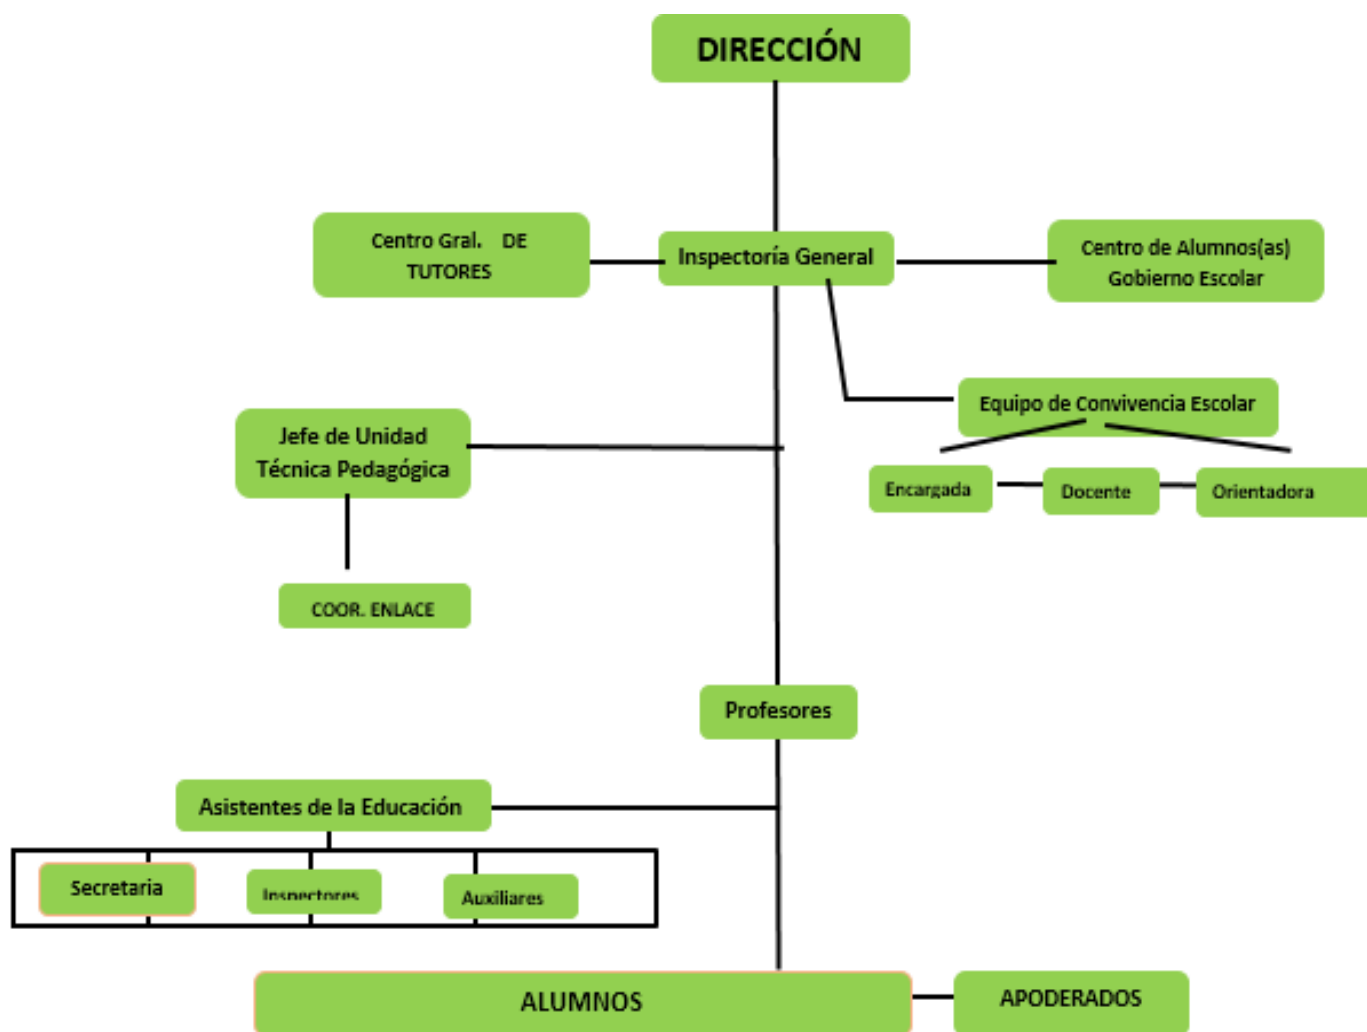 DIRECCIÓN
Centro Gral. DE
TUTORES
Inspectoría General
Centro de Alumnos(as)
Gobierno Escolar
Equipo de Convivencia Escolar
Jefe de Unidad
Técnica Pedagógica
Encargada
Docente
Orientadora
COOR. ENLACE
Profesores
Asistentes de la Educación
Secretaria
Inspectores
Auxiliares
ALUMNOS
APODERADOS